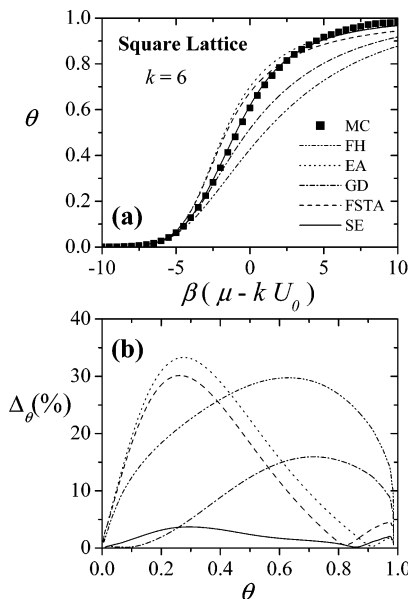 1.0
0.8
0.6
0.4
0.2
0.0
θ
Square Lattice
k = 6
MC
FH
EA
GD
FSTA
SE
(a)
-10 -5 0 5 10
β ( μ - k U₀ )
(b)
40
30
20
10
0
Δθ(%)
0.0 0.2 0.4 0.6 0.8 1.0
θ